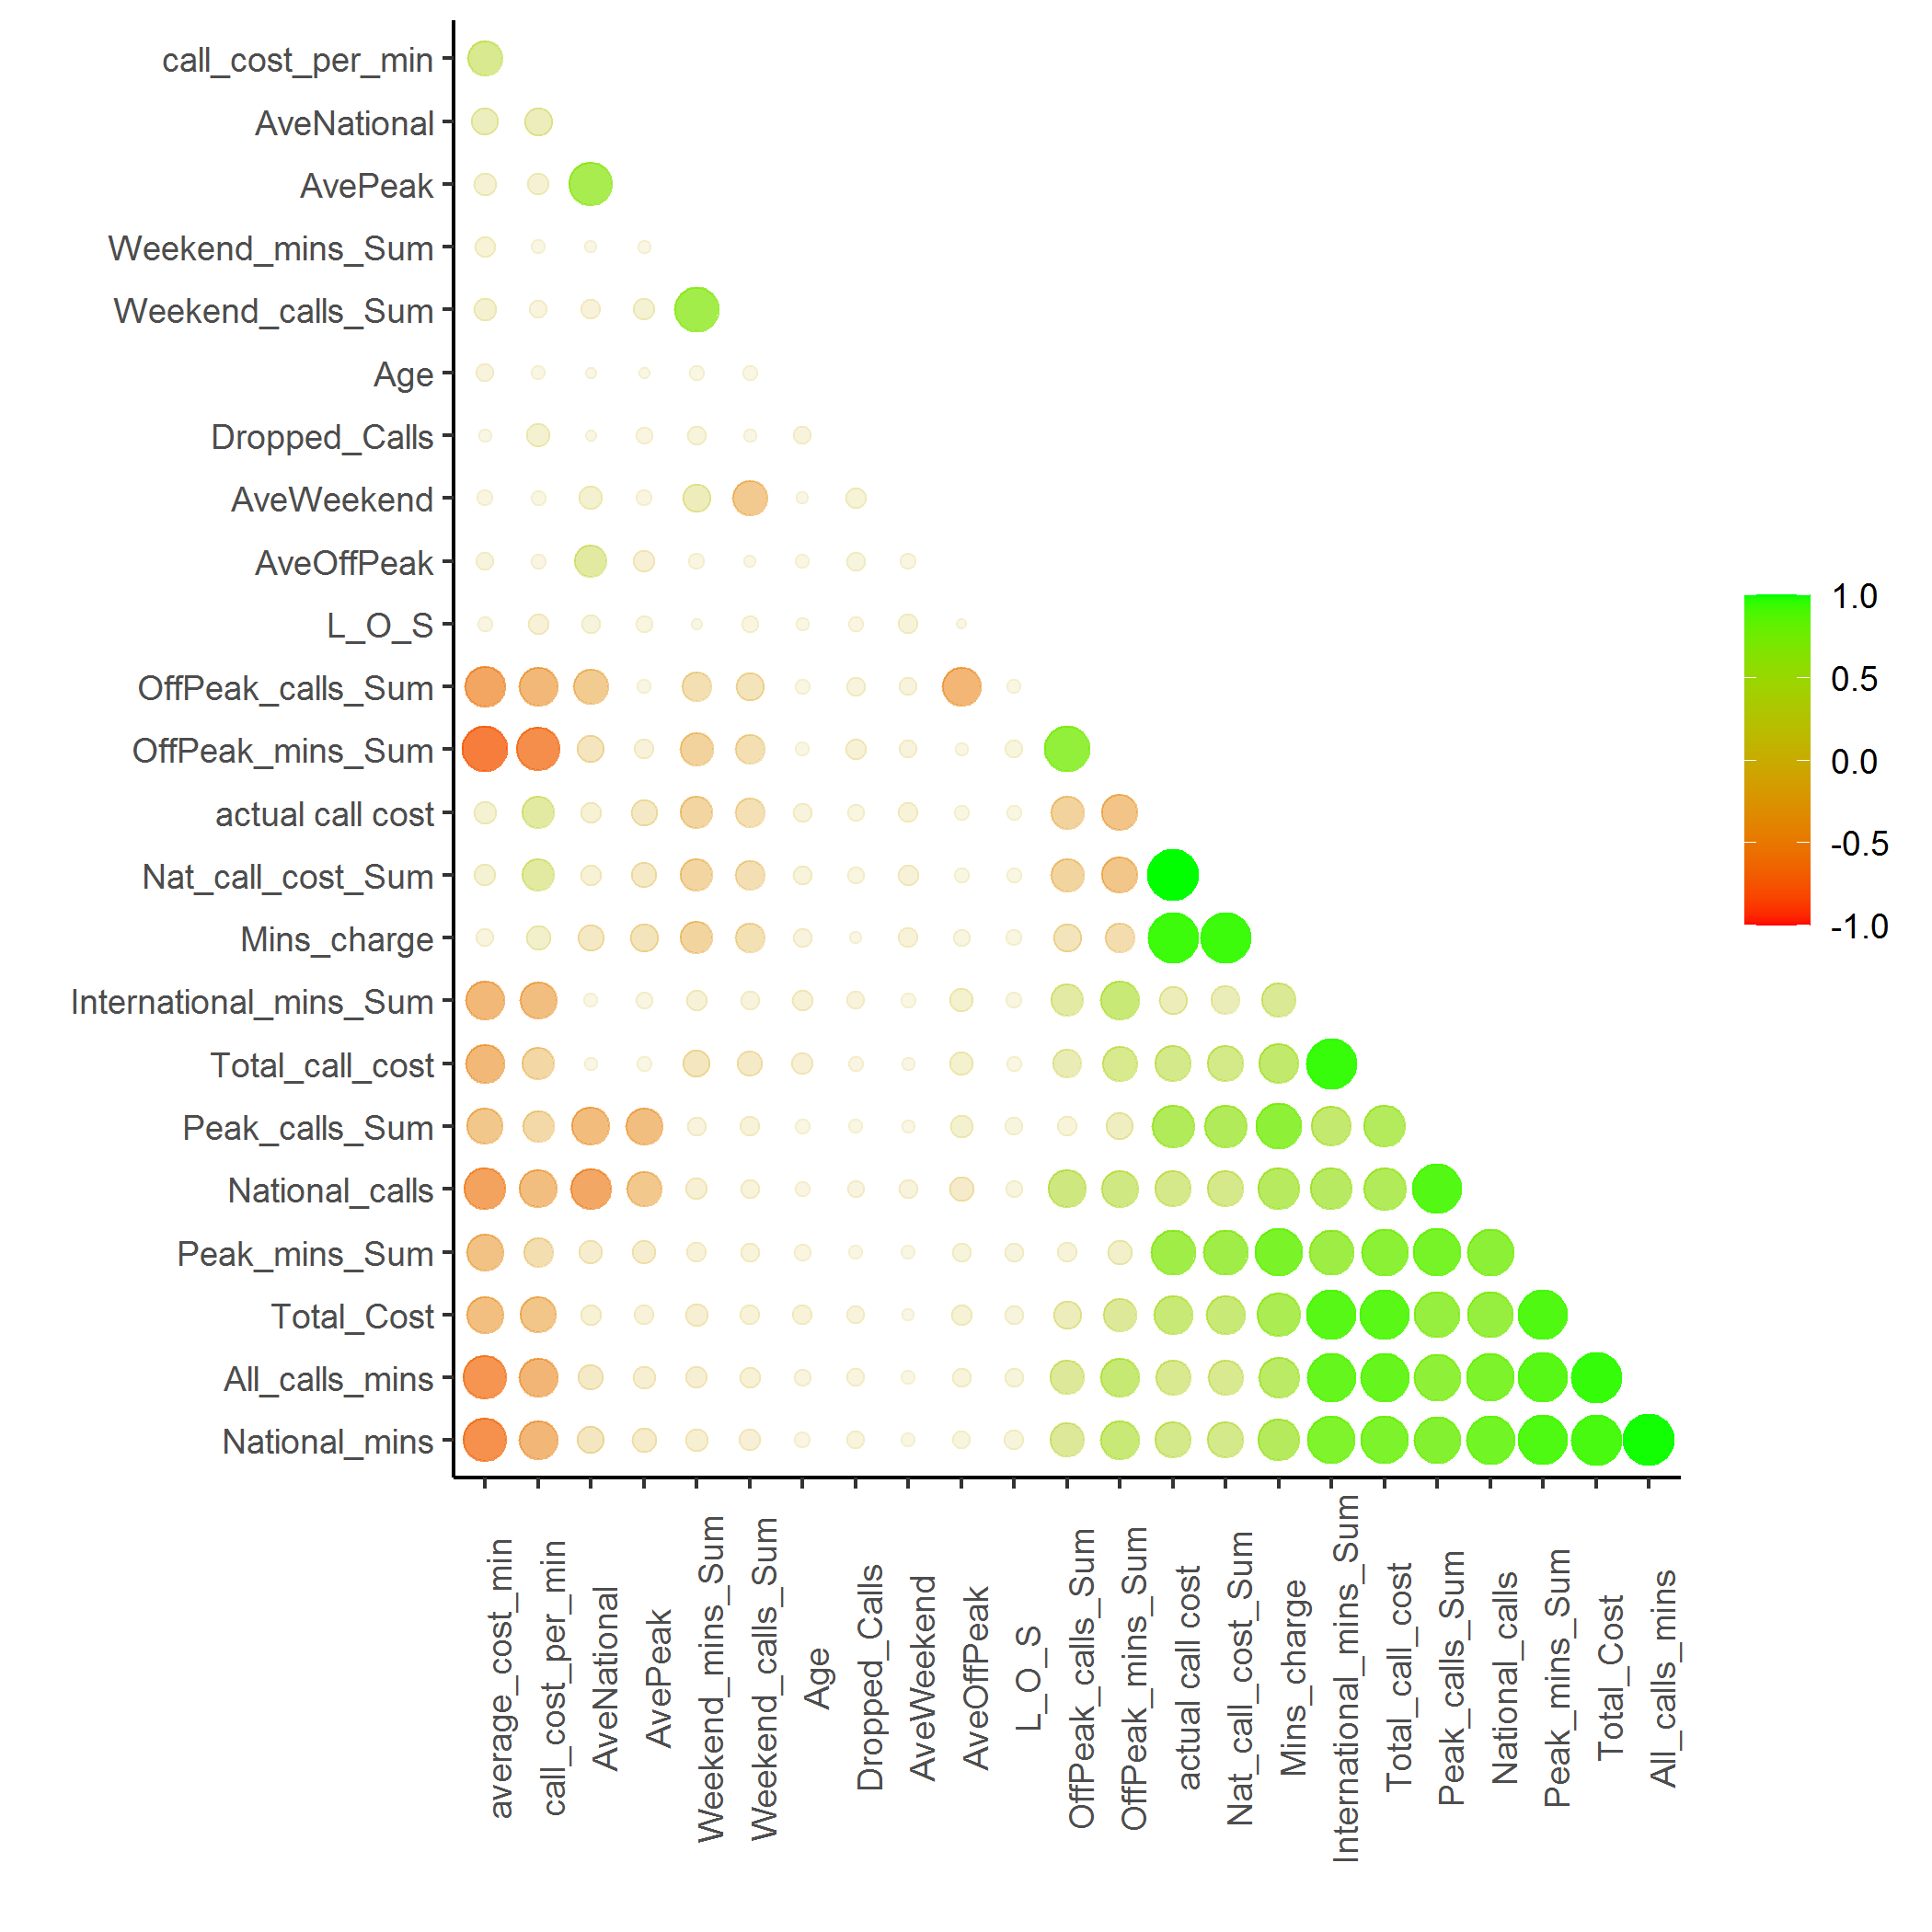 call_cost_per_min
AveNational
AvePeak
Weekend_mins_Sum
Weekend_calls_Sum
Age
Dropped_Calls
AveWeekend
AveOffPeak
L_O_S
OffPeak_calls_Sum
OffPeak_mins_Sum
actual call cost
Nat_call_cost_Sum
Mins_charge
International_mins_Sum
Total_call_cost
Peak_calls_Sum
National_calls
Peak_mins_Sum
Total_Cost
All_calls_mins
National_mins
average_cost_min
call_cost_per_min
AveNational
AvePeak
Weekend_mins_Sum
Weekend_calls_Sum
Age
Dropped_Calls
AveWeekend
AveOffPeak
L_O_S
OffPeak_calls_Sum
OffPeak_mins_Sum
actual call cost
Nat_call_cost_Sum
Mins_charge
International_mins_Sum
Total_call_cost
Peak_calls_Sum
National_calls
Peak_mins_Sum
Total_Cost
All_calls_mins
1.0
0.5
0.0
-0.5
-1.0